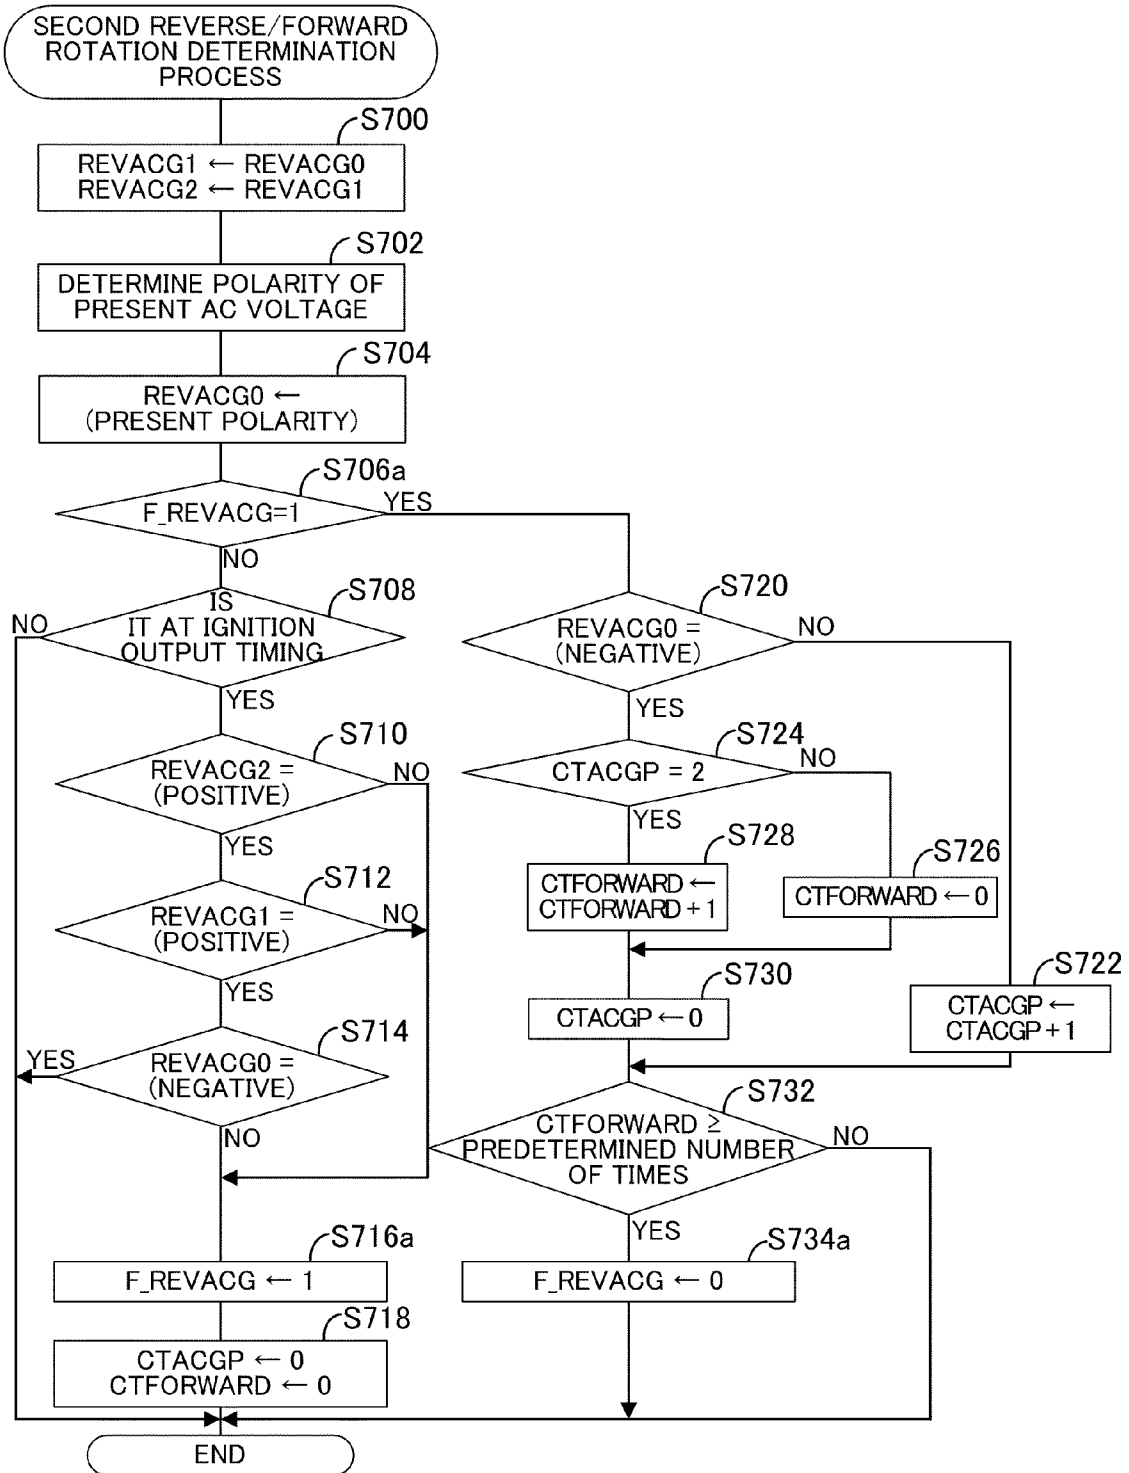 SECOND REVERSE/FORWARD
ROTATION DETERMINATION
PROCESS
S700
REVACG1 ← REVACG0
REVACG2 ← REVACG1
S702
DETERMINE POLARITY OF
PRESENT AC VOLTAGE
S704
REVACG0 ←
(PRESENT POLARITY)
S706a
F_REVACG=1
YES
NO
S708
IS
IT AT IGNITION
OUTPUT TIMING
NO
YES
S710
REVACG2 =
(POSITIVE)
NO
YES
S712
REVACG1 =
(POSITIVE)
NO
YES
S714
REVACG0 =
(NEGATIVE)
YES
NO
S716a
F_REVACG ← 1
S718
CTACGP ← 0
CTFORWARD ← 0
S720
REVACG0 =
(NEGATIVE)
NO
YES
S724
CTACGP = 2
NO
YES
S728
CTFORWARD ←
CTFORWARD+1
S726
CTFORWARD ← 0
S730
CTACGP ← 0
S722
CTACGP ←
CTACGP+1
S732
CTFORWARD ≥
PREDETERMINED NUMBER
OF TIMES
NO
YES
S734a
F_REVACG ← 0
END